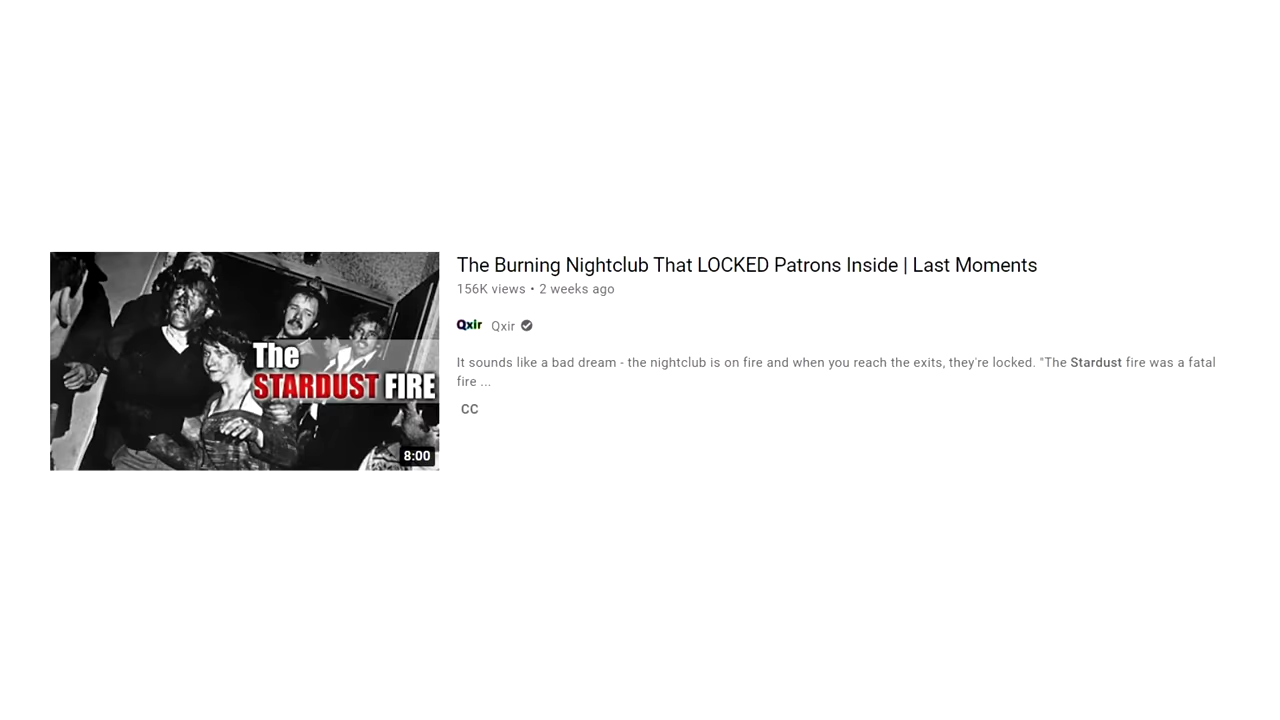 The Burning Nightclub That LOCKED Patrons Inside | Last Moments
156K views • 2 weeks ago
Qxir Qxir
It sounds like a bad dream - the nightclub is on fire and when you reach the exits, they're locked. "The Stardust fire was a fatal
fire ...
CC
The
STARDUST FIRE
8:00